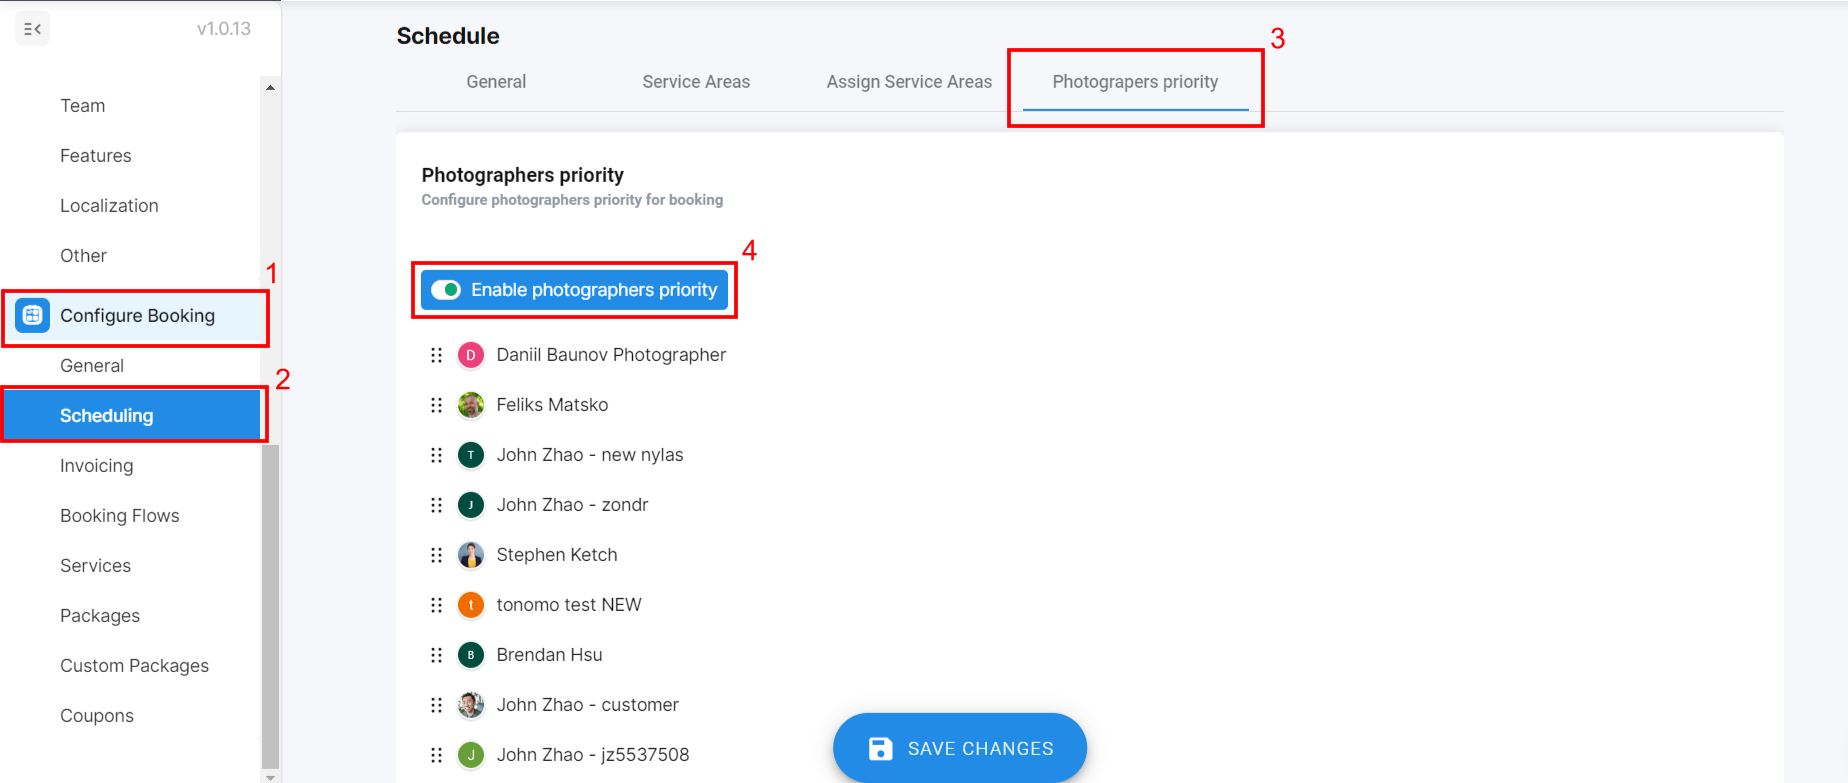 v1.0.13
Team
Features
Localization
Other
1
Configure Booking
General
2
Scheduling
Invoicing
Booking Flows
Services
Packages
Custom Packages
Coupons
Schedule
3
General
Service Areas
Assign Service Areas
Photograpers priority
Photographers priority
Configure photographers priority for booking
4
Enable photographers priority
D
Daniil Baunov Photographer
Feliks Matsko
T
John Zhao - new nylas
J
John Zhao - zondr
Stephen Ketch
t
tonomo test NEW
B
Brendan Hsu
John Zhao - customer
J
John Zhao - jz5537508
SAVE CHANGES